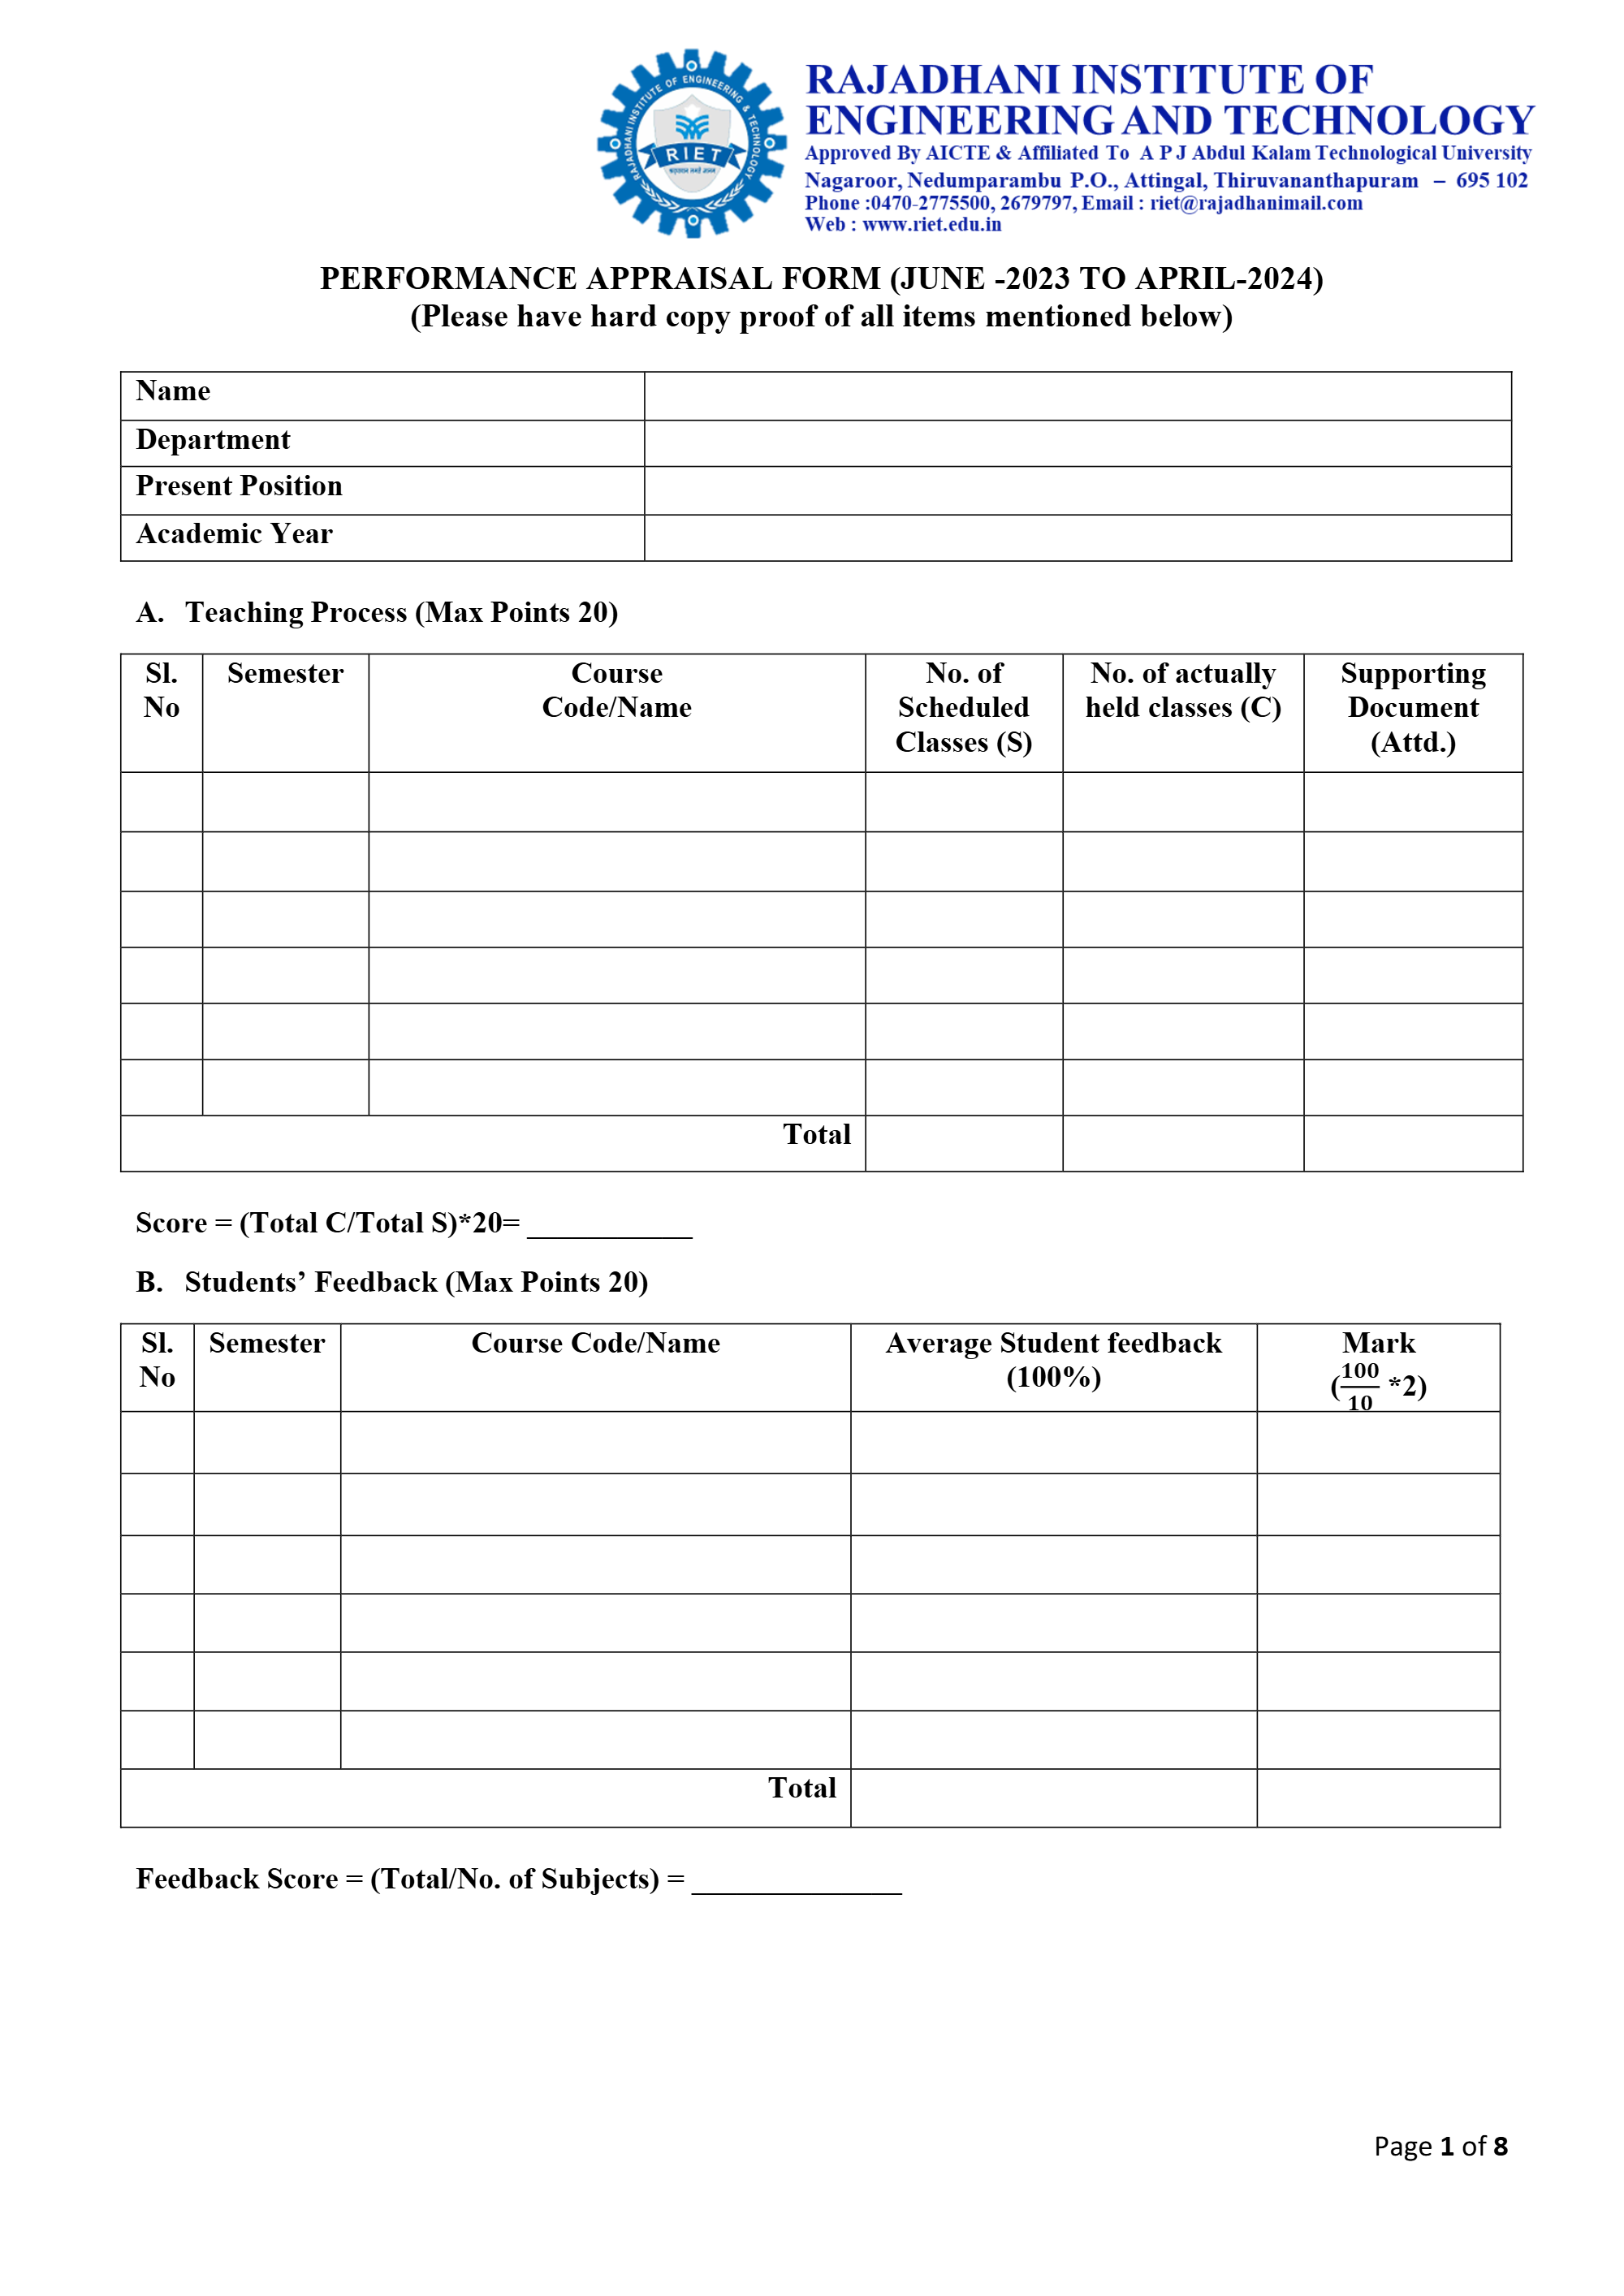 RAJADHANI INSTITUTE OF ENGINEERING & TECHNOLOGY
RIET
RAJADHANI INSTITUTE OF
ENGINEERING AND TECHNOLOGY
Approved By AICTE & Affiliated To A P J Abdul Kalam Technological University
Nagaroor, Nedumparambu P.O., Attingal, Thiruvananthapuram – 695 102
Phone :0470-2775500, 2679797, Email : riet@rajadhanimail.com
Web : www.riet.edu.in
PERFORMANCE APPRAISAL FORM (JUNE -2023 TO APRIL-2024)
(Please have hard copy proof of all items mentioned below)
Name
Department
Present Position
Academic Year
A. Teaching Process (Max Points 20)
Sl. No Semester Course Code/Name No. of Scheduled Classes (S) No. of actually held classes (C) Supporting Document (Attd.)
Total
Score = (Total C/Total S)*20= ___________
B. Students’ Feedback (Max Points 20)
Sl. No Semester Course Code/Name Average Student feedback (100%) Mark (100/10 *2)
Total
Feedback Score = (Total/No. of Subjects) = ______________
Page 1 of 8